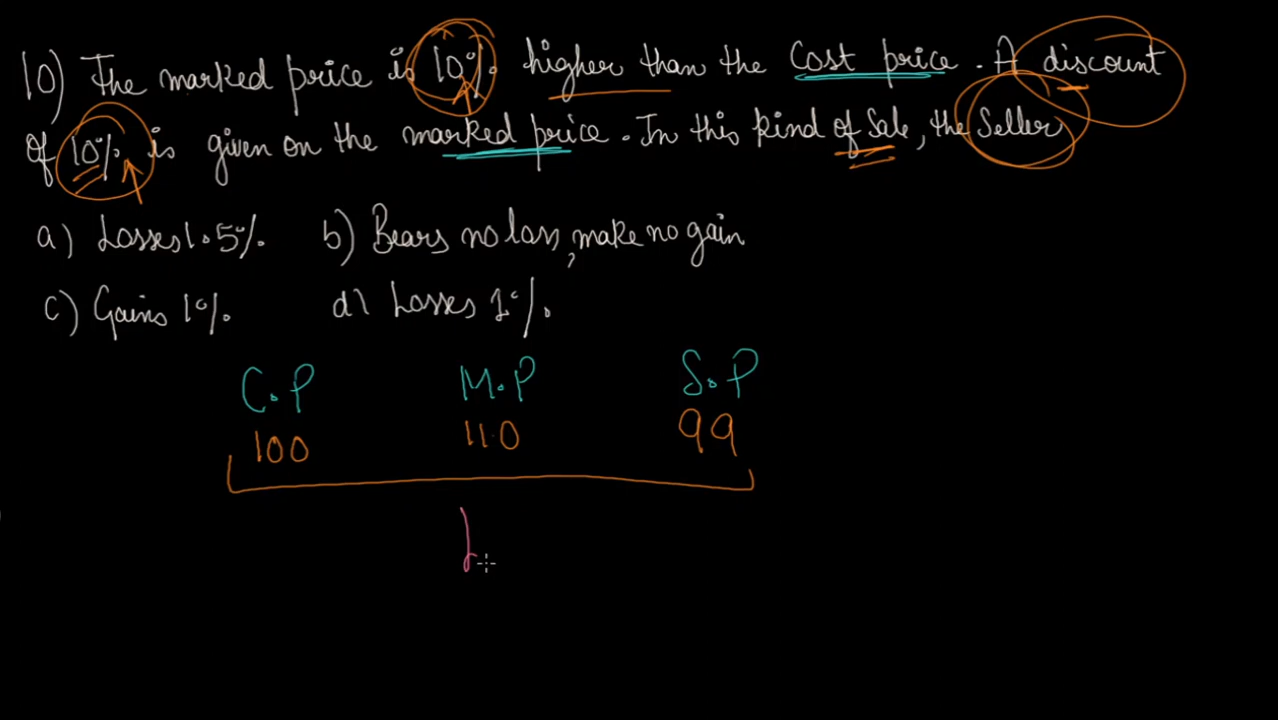 10) The marked price is 10% higher than the Cost price. A discount
of 10% is given on the marked price. In this kind of Sale, the Seller
a) Losses 1.5%. b) Bears no loss, make no gain
c) Gains 1%. d) Losses 1%.
C.P M.P S.P
100 110 99
L